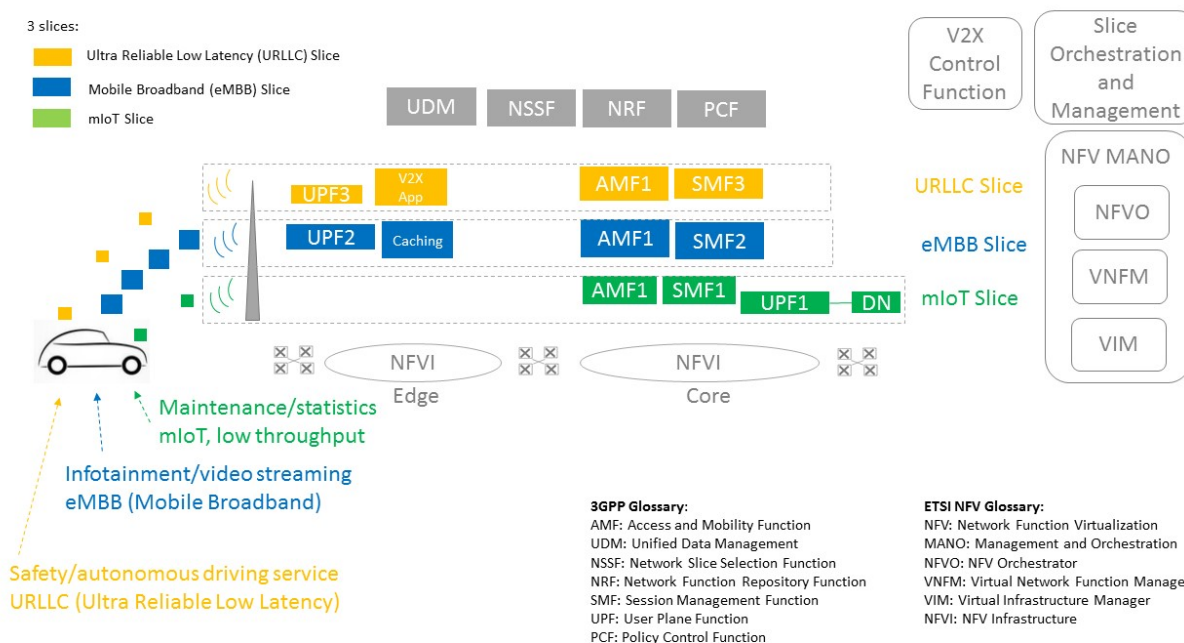 3 slices:
Ultra Reliable Low Latency (URLLC) Slice
Mobile Broadband (eMBB) Slice
mIoT Slice
V2X
Control
Function
Slice
Orchestration
and
Management
UDM
NSSF
NRF
PCF
NFV MANO
NFVO
VNFM
VIM
UPF3
V2X
App
AMF1
SMF3
URLLC Slice
UPF2
Caching
AMF1
SMF2
eMBB Slice
AMF1
SMF1
UPF1
DN
mIoT Slice
NFVI
Edge
NFVI
Core
Maintenance/statistics
mIoT, low throughput
Infotainment/video streaming
eMBB (Mobile Broadband)
Safety/autonomous driving service
URLLC (Ultra Reliable Low Latency)
3GPP Glossary:
AMF: Access and Mobility Function
UDM: Unified Data Management
NSSF: Network Slice Selection Function
NRF: Network Function Repository Function
SMF: Session Management Function
UPF: User Plane Function
PCF: Policy Control Function
ETSI NFV Glossary:
NFV: Network Function Virtualization
MANO: Management and Orchestration
NFVO: NFV Orchestrator
VNFM: Virtual Network Function Manage
VIM: Virtual Infrastructure Manager
NFVI: NFV Infrastructure